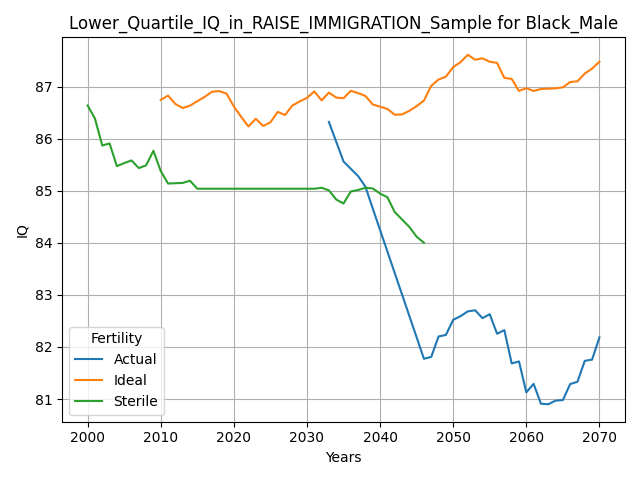 Lower_Quartile_IQ_in_RAISE_IMMIGRATION_Sample for Black_Male
87
86
85
84
83
82
81
IQ
Fertility
Actual
Ideal
Sterile
2000 2010 2020 2030 2040 2050 2060 2070
Years